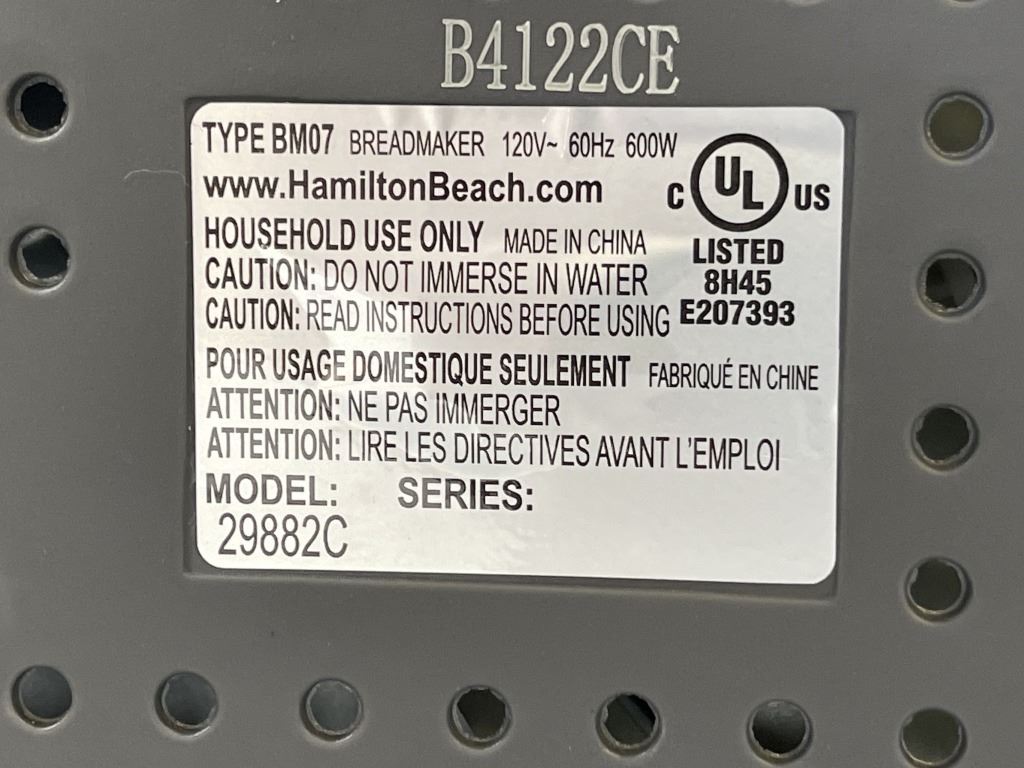 B4122CE
TYPE BM07 BREADMAKER 120V~ 60Hz 600W
www.HamiltonBeach.com
C UL US
HOUSEHOLD USE ONLY MADE IN CHINA
LISTED
CAUTION: DO NOT IMMERSE IN WATER
8H45
CAUTION: READ INSTRUCTIONS BEFORE USING
E207393
POUR USAGE DOMESTIQUE SEULEMENT FABRIQUÉ EN CHINE
ATTENTION: NE PAS IMMERGER
ATTENTION: LIRE LES DIRECTIVES AVANT L'EMPLOI
MODEL: SERIES:
29882C